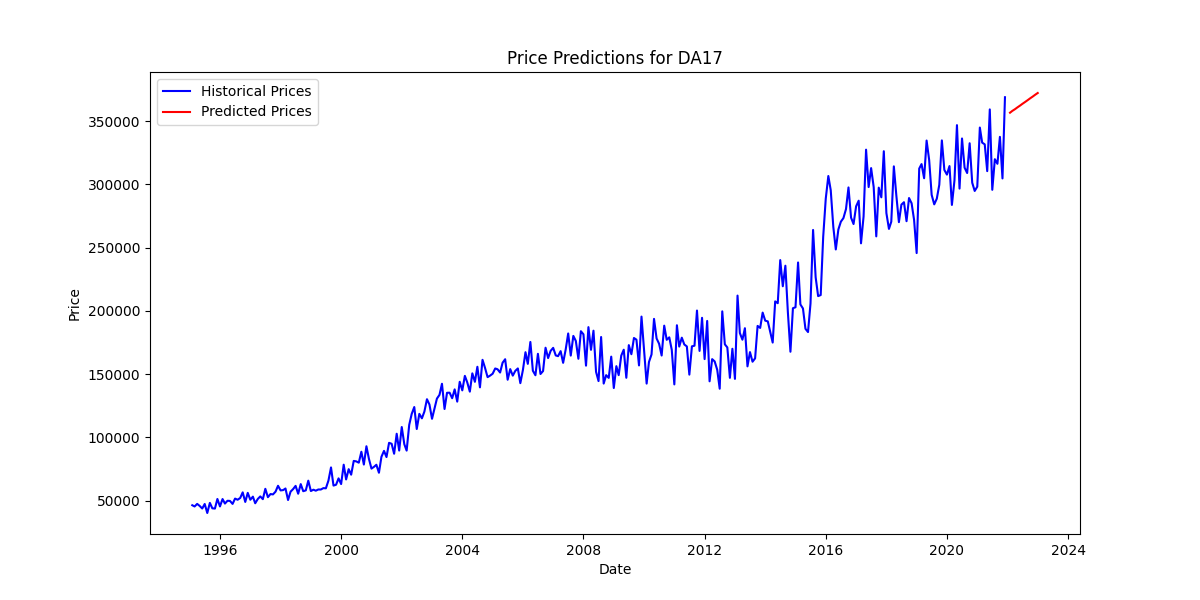 Price Predictions for DA17
Historical Prices
Predicted Prices
350000
300000
250000
200000
150000
100000
50000
Price
1996 2000 2004 2008 2012 2016 2020 2024
Date